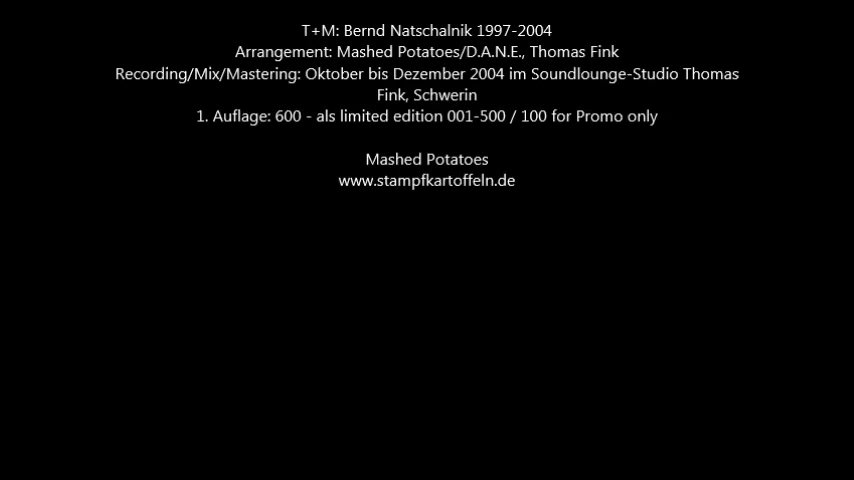 T+M: Bernd Natschalnik 1997-2004
Arrangement: Mashed Potatoes/D.A.N.E., Thomas Fink
Recording/Mix/Mastering: Oktober bis Dezember 2004 im Soundlounge-Studio Thomas
Fink, Schwerin
1. Auflage: 600 - als limited edition 001-500 / 100 for Promo only
Mashed Potatoes
www.stampfkartoffeln.de